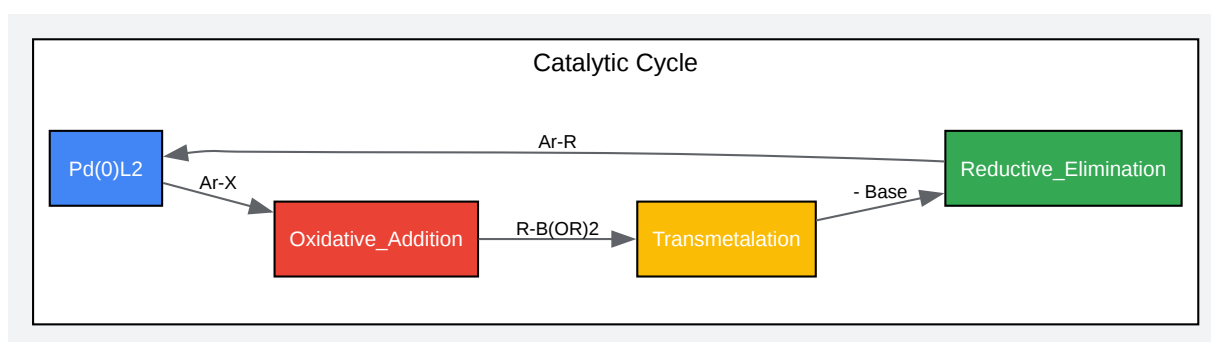 Catalytic Cycle
Pd(0)L2
Ar-X
Oxidative_Addition
R-B(OR)2
Transmetalation
- Base
Reductive_Elimination
Ar-R